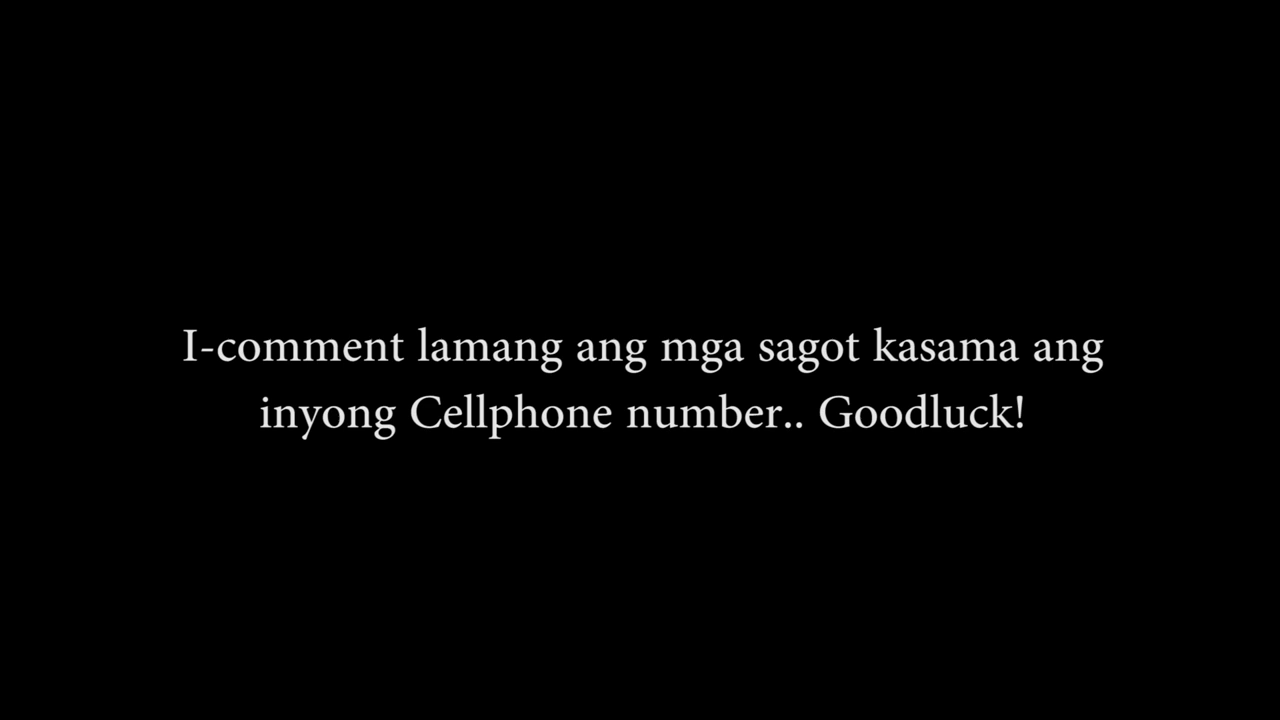 I-comment lamang ang mga sagot kasama ang
inyong Cellphone number.. Goodluck!